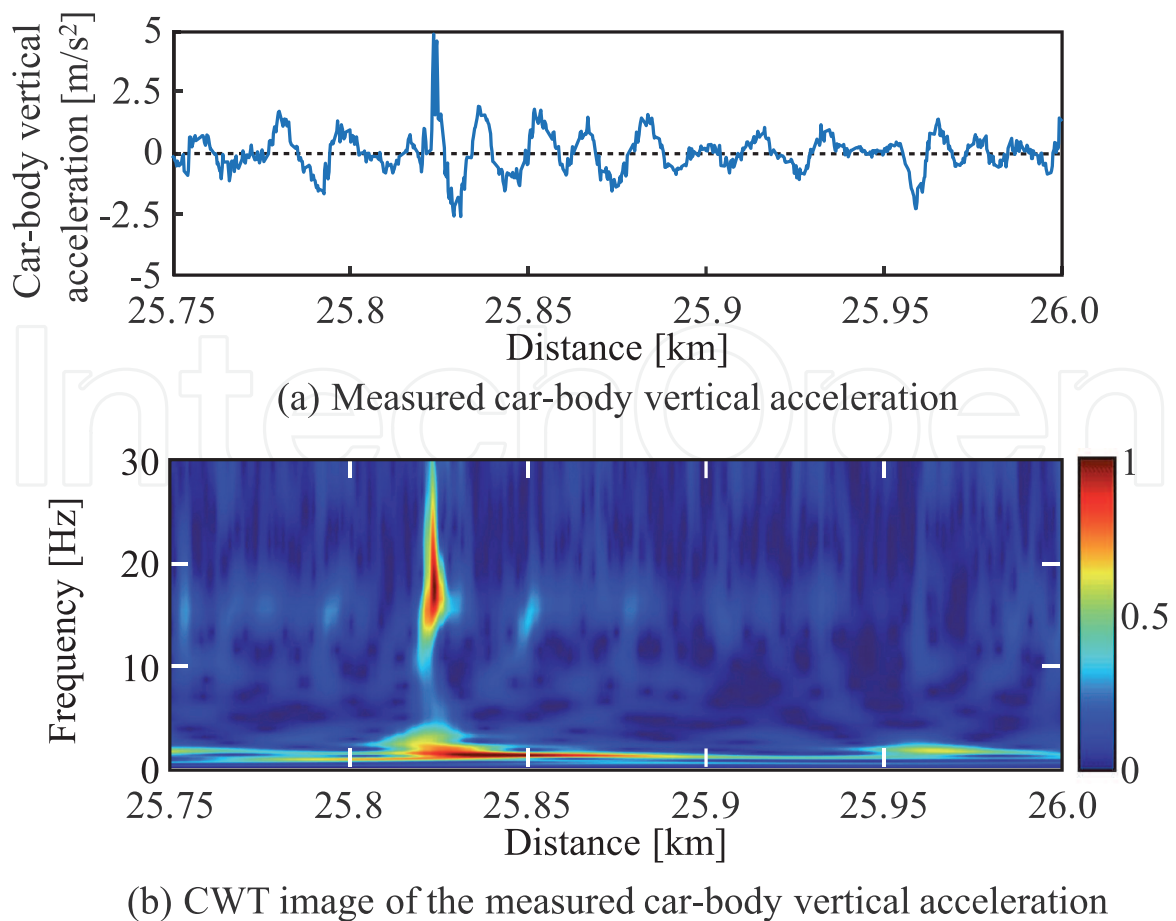 Car-body vertical
acceleration [m/s²]
5
2.5
0
-2.5
-5
25.75 25.8 25.85 25.9 25.95 26.0
Distance [km]
(a) Measured car-body vertical acceleration
IntechOpen
Frequency [Hz]
30
20
10
0
1
0.5
0
25.75 25.8 25.85 25.9 25.95 26.0
Distance [km]
(b) CWT image of the measured car-body vertical acceleration